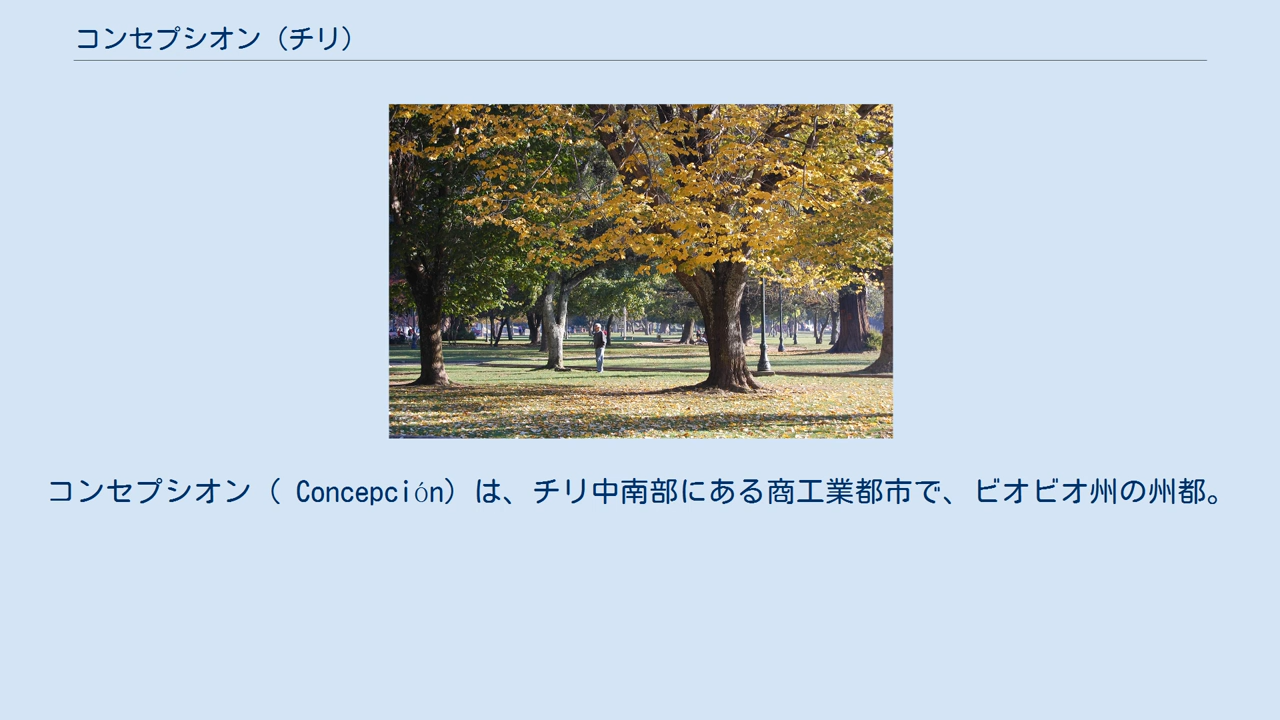 コンセプシオン（チリ）
コンセプシオン（ Concepción）は、チリ中南部にある商工業都市で、ビオビオ州の州都。